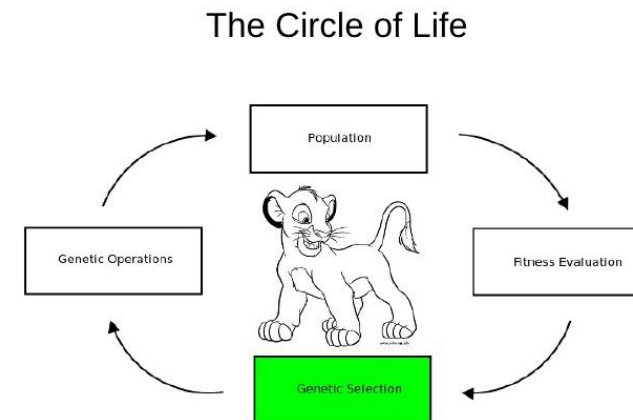 The Circle of Life
Population
Genetic Operations
Fitness Evaluation
Genetic Selection